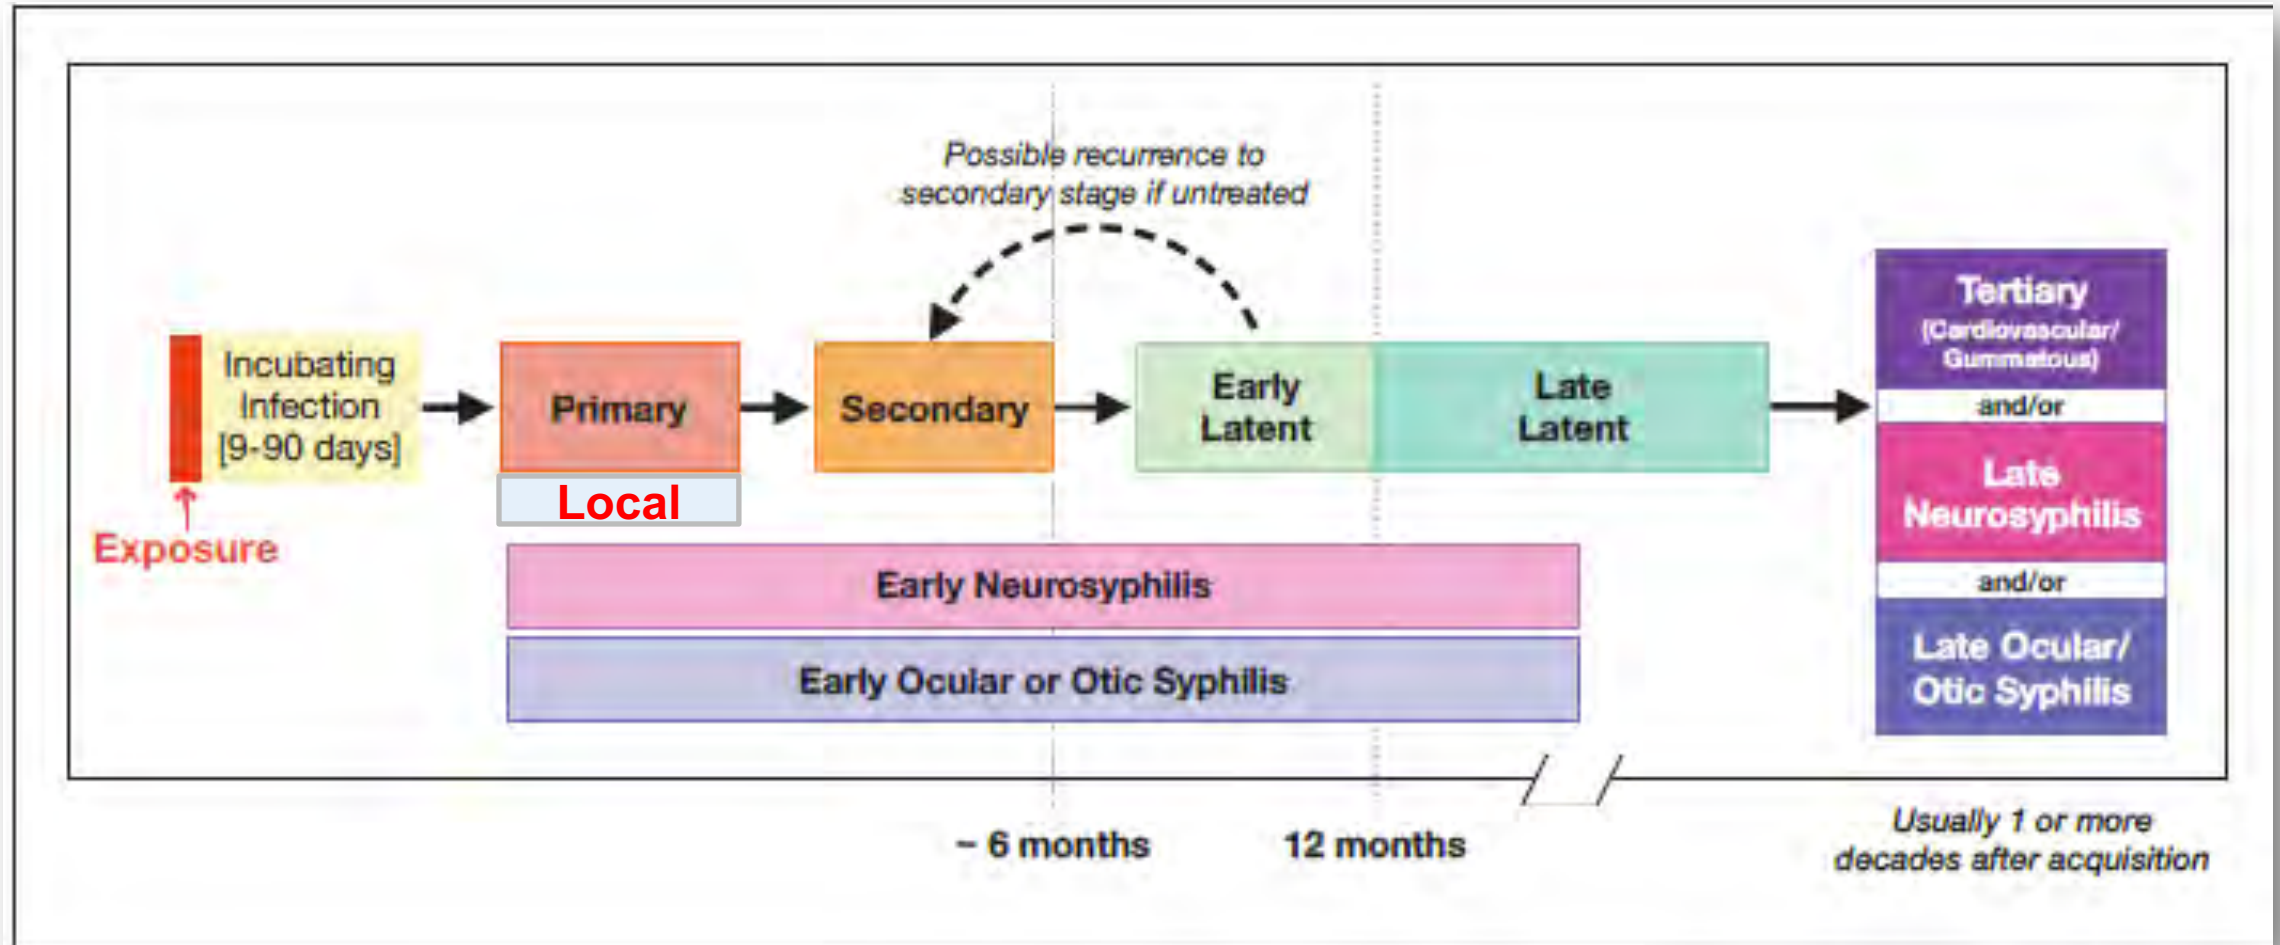 Possible recurrence to
secondary stage if untreated
Incubating
Infection
[9-90 days]
Exposure
Primary
Local
Secondary
Early
Latent
Late
Latent
Early Neurosyphilis
Early Ocular or Otic Syphilis
Tertiary
(Cardiovascular/
Gummatous)
and/or
Late
Neurosyphilis
and/or
Late Ocular/
Otic Syphilis
~ 6 months
12 months
Usually 1 or more
decades after acquisition